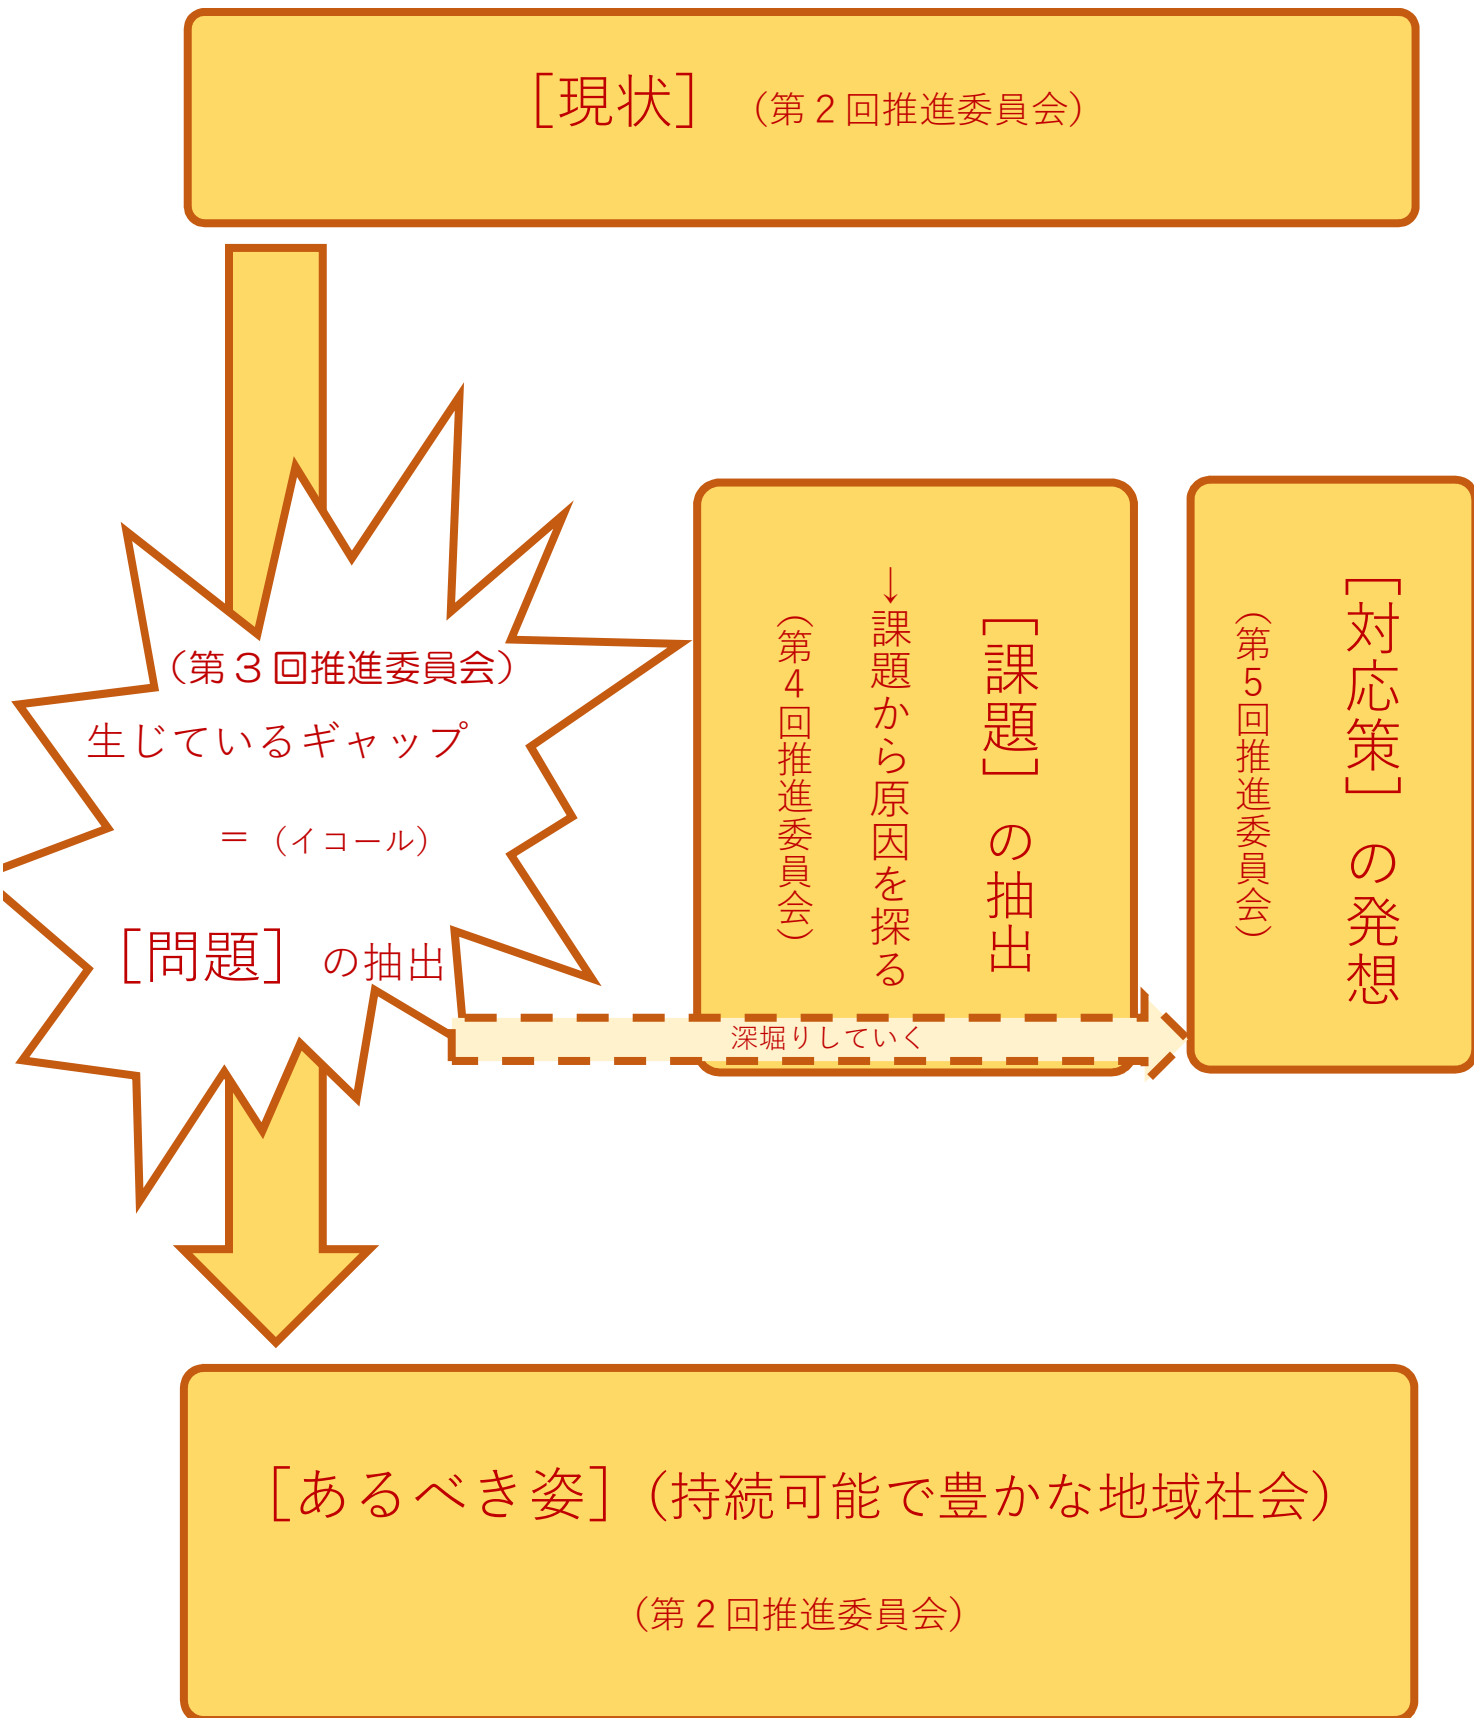 ［現状］（第２回推進委員会）
（第３回推進委員会）
生じているギャップ
＝（イコール）
［問題］の抽出
［課題］の抽出
→課題から原因を探る
（第４回推進委員会）
［対応策］の発想
（第５回推進委員会）
深堀りしていく
［あるべき姿］（持続可能で豊かな地域社会）
（第２回推進委員会）